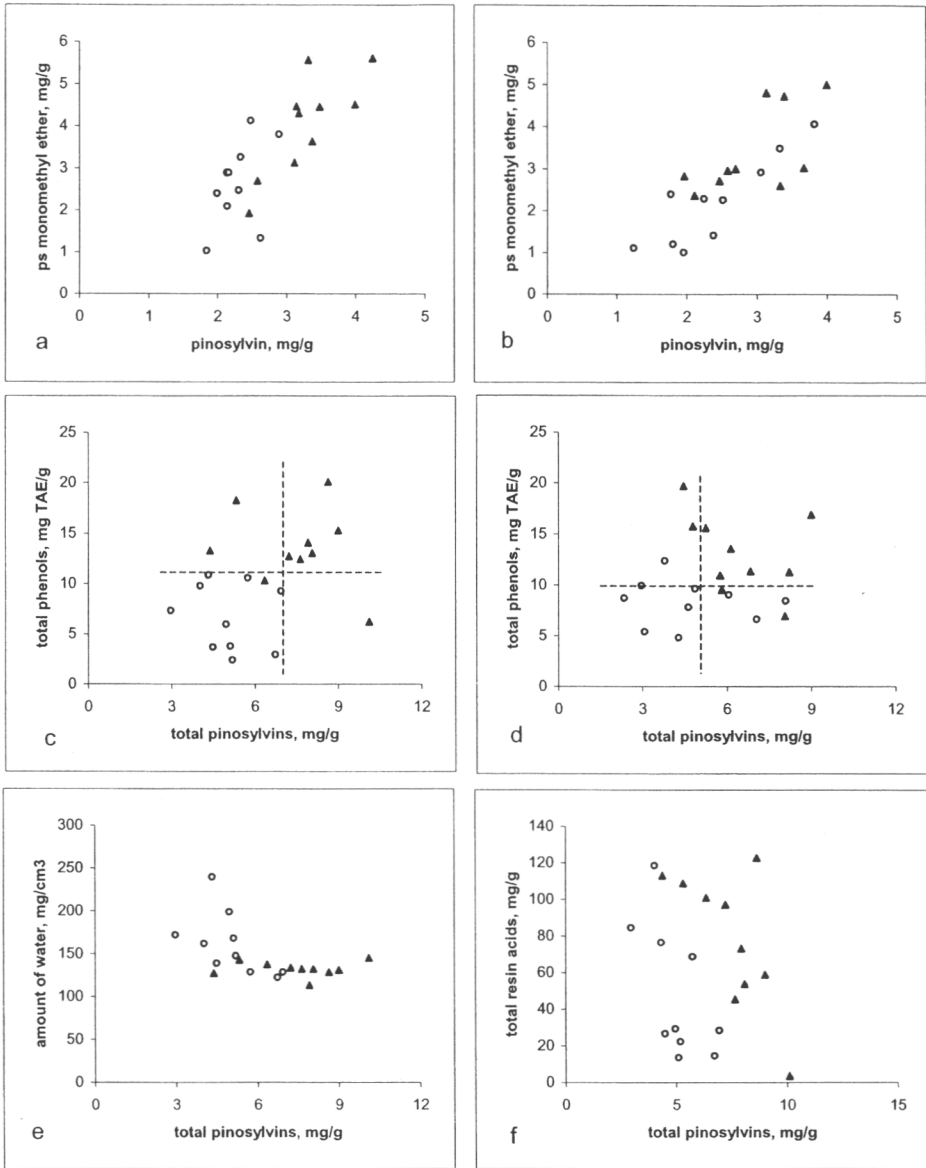 ps monomethyl ether, mg/g
6
5
4
3
2
1
0
0 1 2 3 4 5
pinosylvin, mg/g
a
ps monomethyl ether, mg/g
6
5
4
3
2
1
0
0 1 2 3 4 5
pinosylvin, mg/g
b
total phenols, mg TAE/g
25
20
15
10
5
0
0 3 6 9 12
total pinosylvins, mg/g
c
total phenols, mg TAE/g
25
20
15
10
5
0
0 3 6 9 12
total pinosylvins, mg/g
d
amount of water, mg/cm3
300
250
200
150
100
50
0
0 3 6 9 12
total pinosylvins, mg/g
e
total resin acids, mg/g
140
120
100
80
60
40
20
0
0 5 10 15
total pinosylvins, mg/g
f